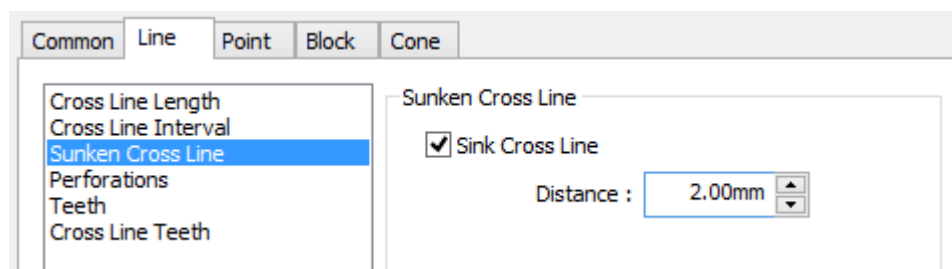 Common Line Point Block Cone
Cross Line Length
Cross Line Interval
Sunken Cross Line
Perforations
Teeth
Cross Line Teeth
Sunken Cross Line
Sink Cross Line
Distance : 2.00mm